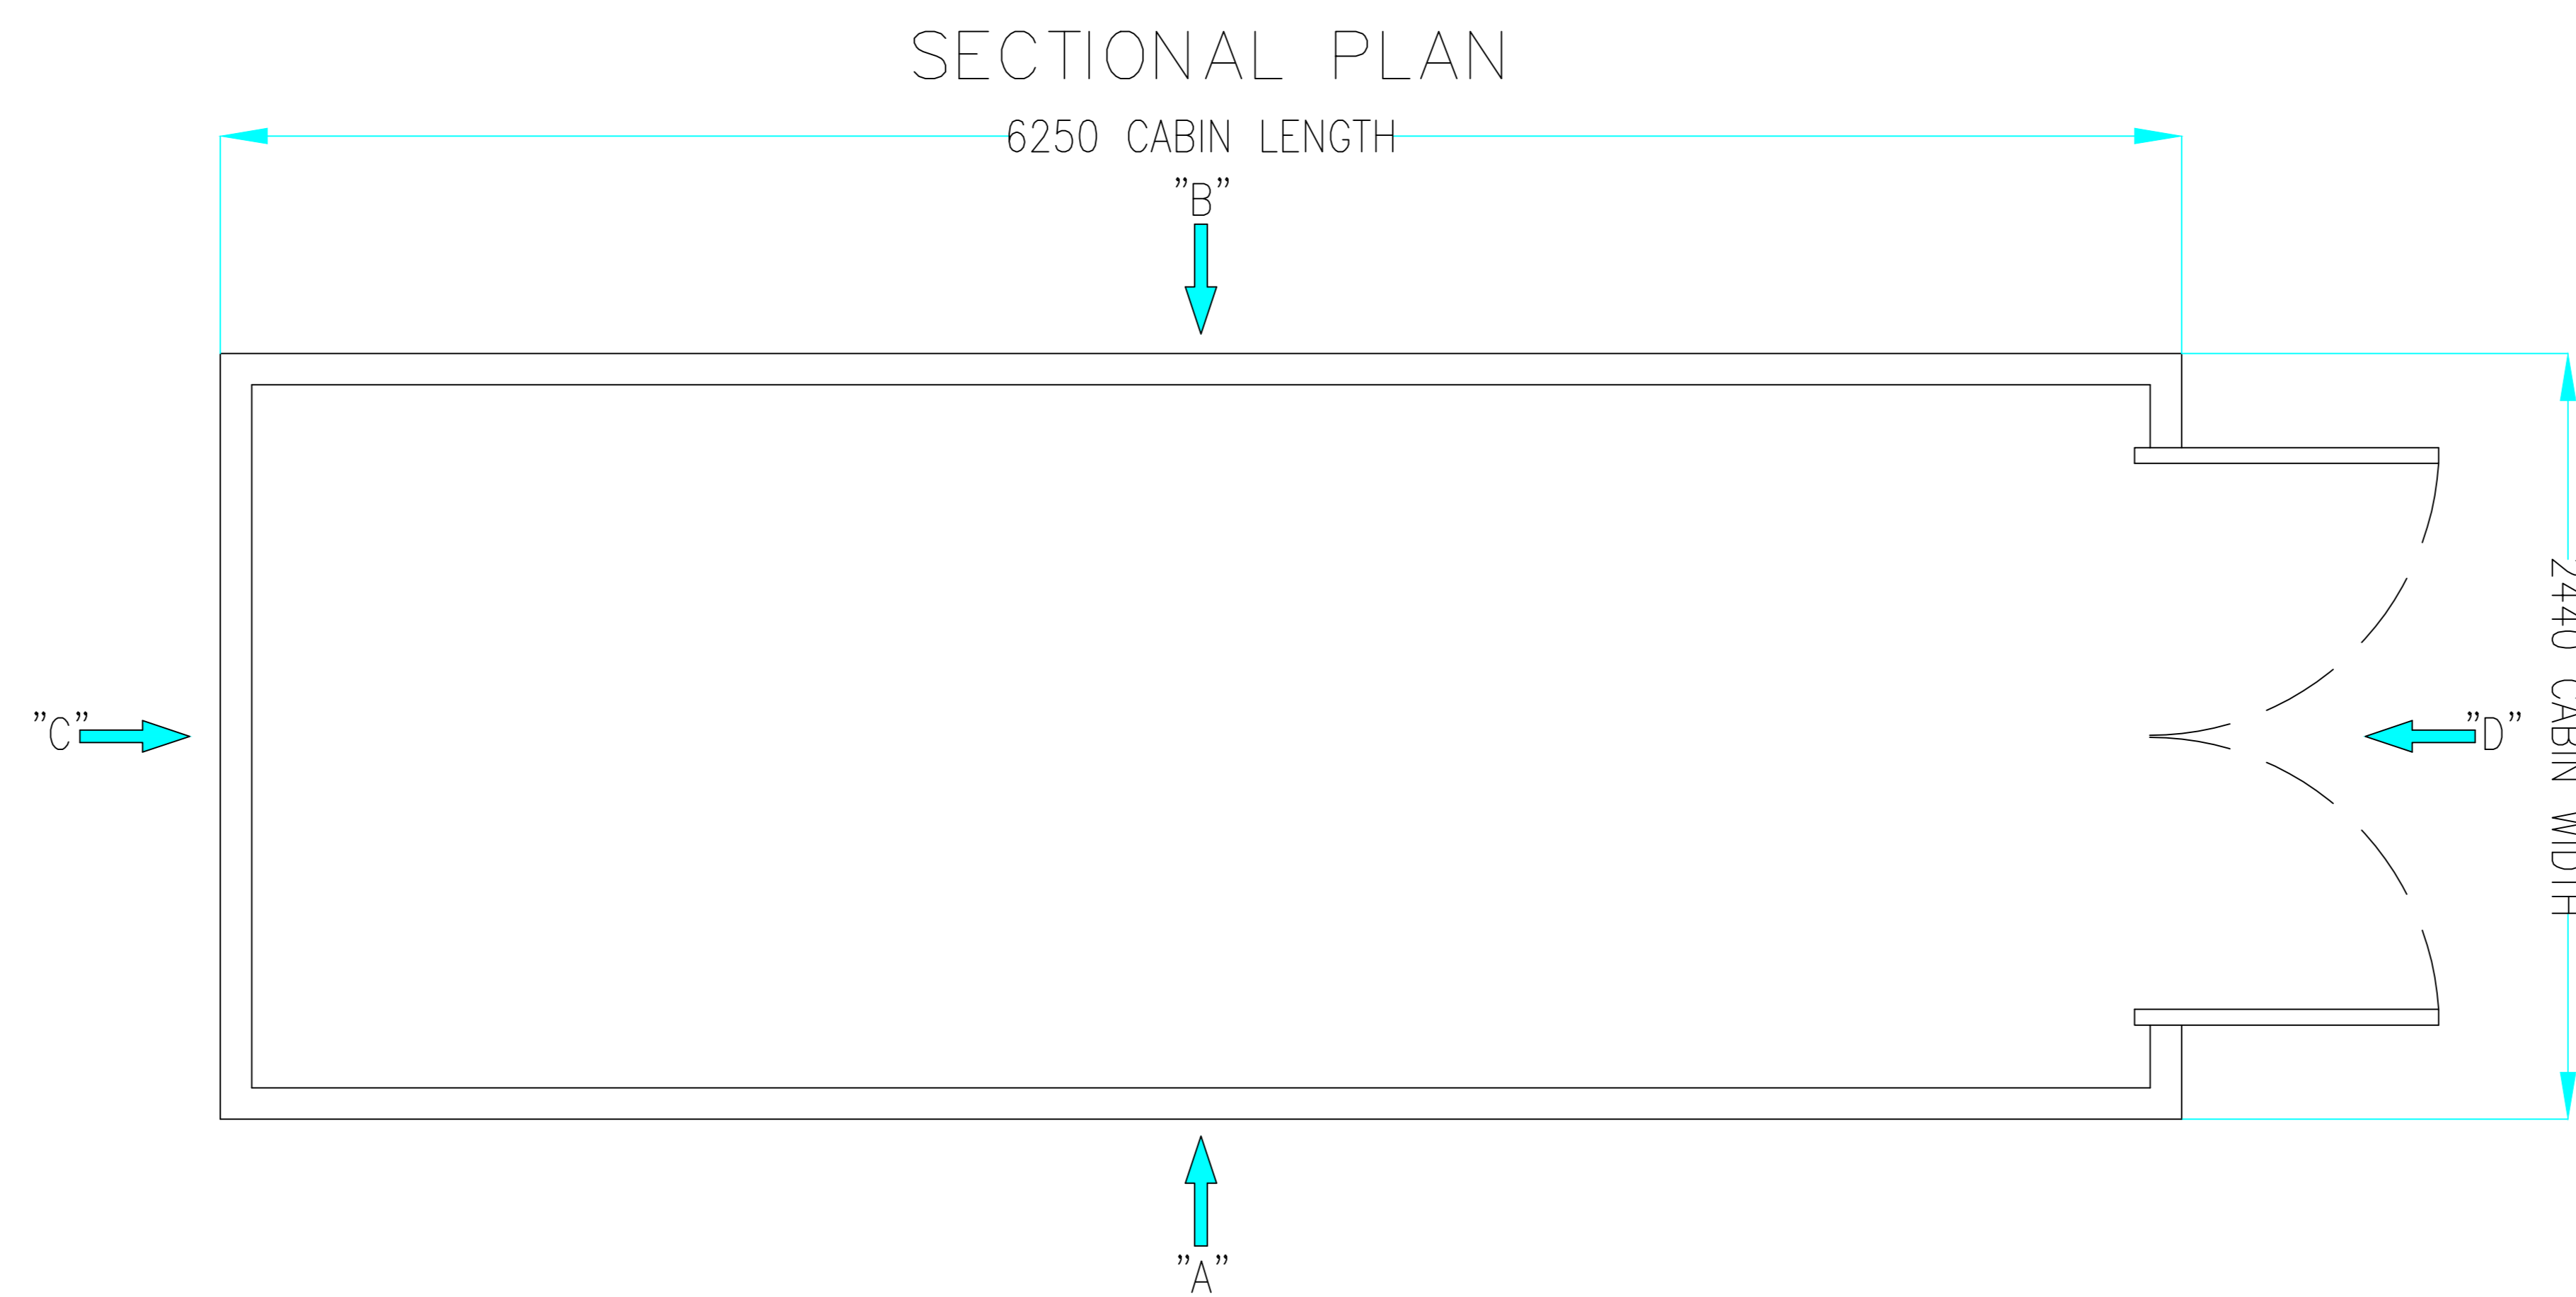 SECTIONAL PLAN
6250 CABIN LENGTH
"B"
"C"
"D"
2440 CABIN WIDTH
"A"